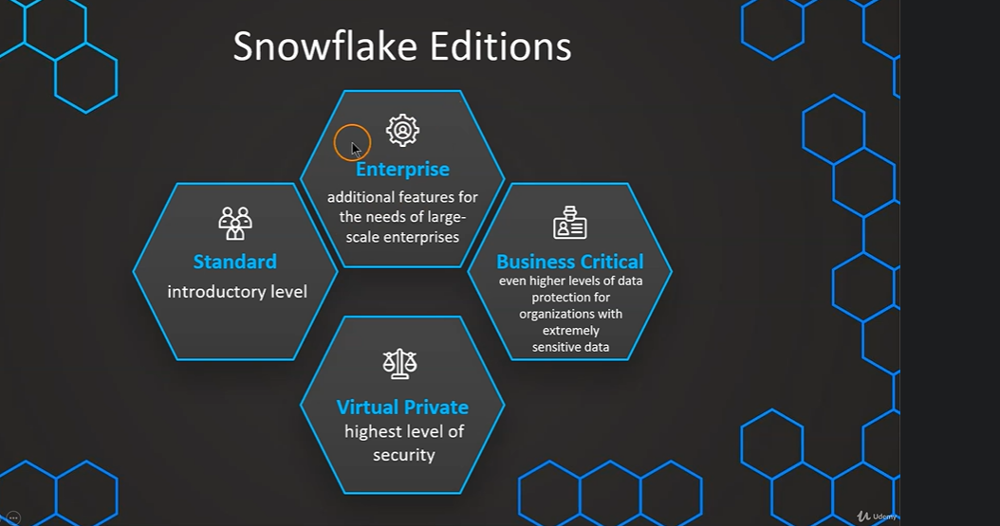 Snowflake Editions
Enterprise
additional features for
the needs of large-
scale enterprises
Standard
introductory level
Business Critical
even higher levels of data
protection for
organizations with
extremely
sensitive data
Virtual Private
highest level of
security
Udemy